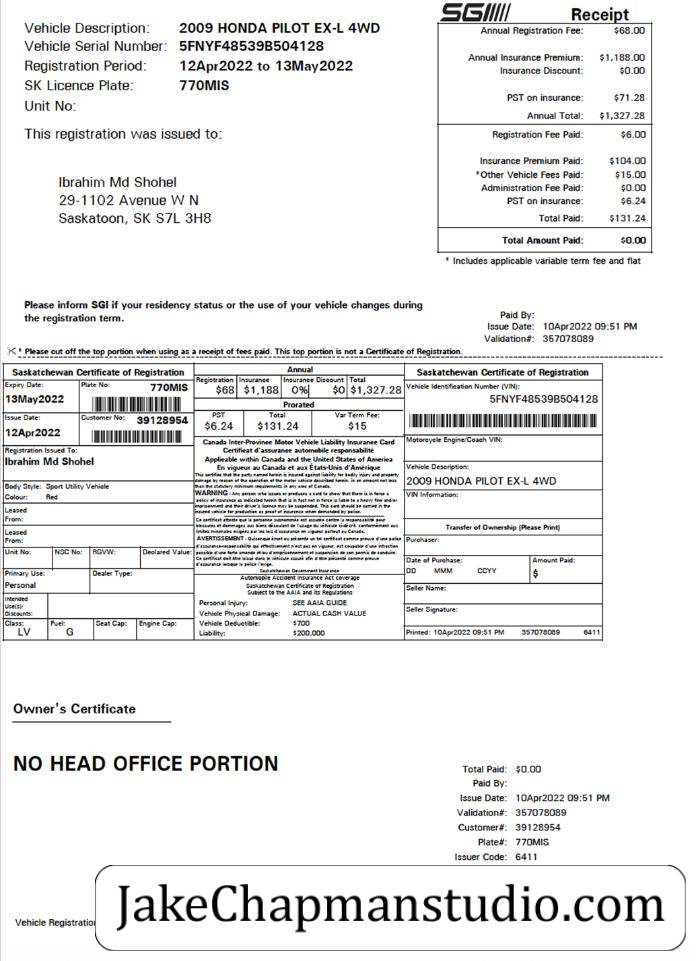 Vehicle Description: 2009 HONDA PILOT EX-L 4WD
Vehicle Serial Number: 5FNYF48539B504128
Registration Period: 12Apr2022 to 13May2022
SK Licence Plate: 770MIS
Unit No:
This registration was issued to:
Ibrahim Md Shohel
29-1102 Avenue W N
Saskatoon, SK S7L 3H8
SGI Receipt
Annual Registration Fee: $68.00
Annual Insurance Premium: $1,188.00
Insurance Discount: $0.00
PST on insurance: $71.28
Annual Total: $1,327.28
Registration Fee Paid: $6.00
Insurance Premium Paid: $104.00
*Other Vehicle Fees Paid: $15.00
Administration Fee Paid: $0.00
PST on insurance: $6.24
Total Paid: $131.24
Total Amount Paid: $0.00
* Includes applicable variable term fee and flat
Please inform SGI if your residency status or the use of your vehicle changes during
the registration term.
Paid By:
Issue Date: 10Apr2022 09:51 PM
Validation#: 357078089
* Please cut off the top portion when using as a receipt of fees paid. This top portion is not a Certificate of Registration.
Saskatchewan Certificate of Registration
Expiry Date: 13May2022
Plate No: 770MIS
Issue Date: 12Apr2022
Customer No: 39128954
Registration Issued To:
Ibrahim Md Shohel
Body Style: Sport Utility Vehicle
Colour: Red
Leased
From:
Leased
From:
Unit No: NSC No: RGVW: Declared Value:
Primary Use: Dealer Type:
Personal
Intended
Use(s)/
Discounts:
Class: Fuel: Seat Cap: Engine Cap:
LV G
Annual
Registration Insurance Insurance Discount Total
$68 $1,188 0% $0 $1,327.28
Prorated
PST Total Var Term Fee:
$6.24 $131.24 $15
Canada Inter-Province Motor Vehicle Liability Insurance Card
Certificat d'assurance automobile responsabilité
Applicable within Canada and the United States of America
En vigueur au Canada et aux États-Unis d'Amérique
This certifies that the party named herein is insured against liability for bodily injury and property
damage by reason of the operation of the motor vehicle described herein, in an amount not less
than the statutory minimum requirements in any area of Canada.
WARNING - Any person who issues or produces a card to show that there is in force a
policy of insurance as indicated herein that is in fact not in force is liable to a heavy fine and/or
imprisonment and their driver's licence may be suspended. This card should be carried in the
insured vehicle for production as proof of insurance when demanded by police.
Saskatchewan Government Insurance
Automobile Accident Insurance Act coverage
Saskatchewan Certificate of Registration
Subject to the AAIA and its Regulations
Personal Injury: SEE AAIA GUIDE
Vehicle Physical Damage: ACTUAL CASH VALUE
Vehicle Deductible: $700
Liability: $200,000
Saskatchewan Certificate of Registration
Vehicle Identification Number (VIN):
5FNYF48539B504128
Motorcycle Engine/Coach VIN:
Vehicle Description:
2009 HONDA PILOT EX-L 4WD
VIN Information:
Transfer of Ownership (Please Print)
Purchaser:
Date of Purchase: Amount Paid:
DD MMM CCYY $
Seller Name:
Seller Signature:
Printed: 10Apr2022 09:51 PM 357078089 6411
Owner's Certificate
NO HEAD OFFICE PORTION
Total Paid: $0.00
Paid By:
Issue Date: 10Apr2022 09:51 PM
Validation#: 357078089
Customer#: 39128954
Plate#: 770MIS
Issuer Code: 6411
Vehicle Registration
JakeChapmanstudio.com